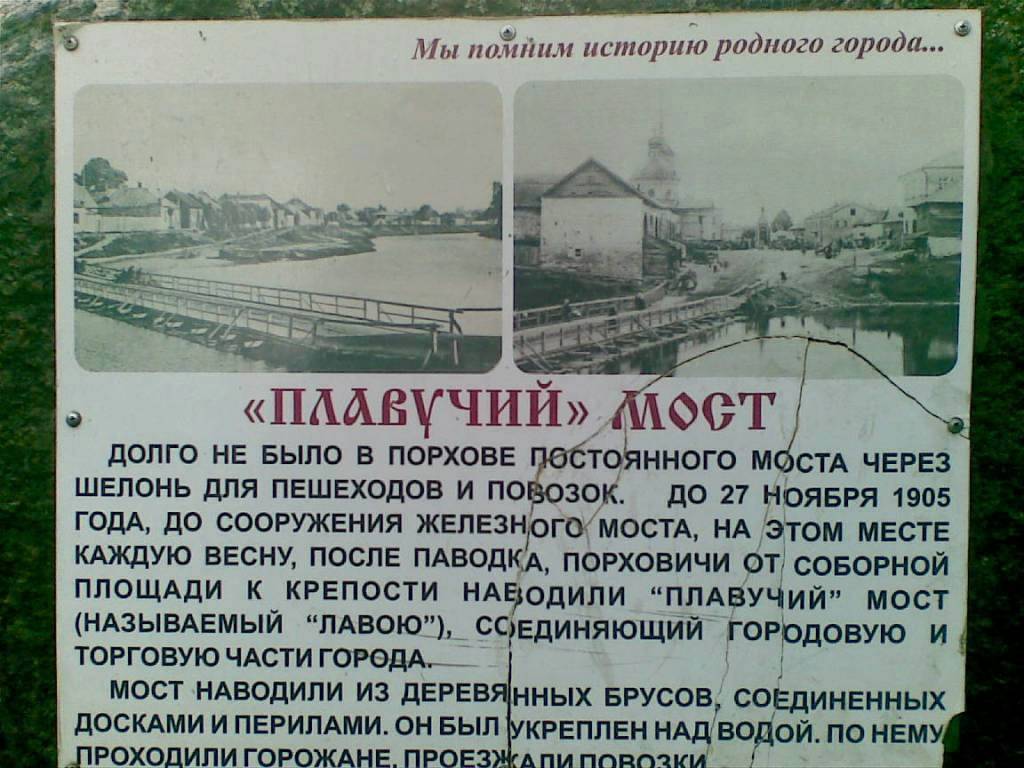 Мы помним историю родного города...
«ПЛАВУЧИЙ» МОСТ
ДОЛГО НЕ БЫЛО В ПОРХОВЕ ПОСТОЯННОГО МОСТА ЧЕРЕЗ
ШЕЛОНЬ ДЛЯ ПЕШЕХОДОВ И ПОВОЗОК. ДО 27 НОЯБРЯ 1905
ГОДА, ДО СООРУЖЕНИЯ ЖЕЛЕЗНОГО МОСТА, НА ЭТОМ МЕСТЕ
КАЖДУЮ ВЕСНУ, ПОСЛЕ ПАВОДКА, ПОРХОВИЧИ ОТ СОБОРНОЙ
ПЛОЩАДИ К КРЕПОСТИ НАВОДИЛИ "ПЛАВУЧИЙ" МОСТ
(НАЗЫВАЕМЫЙ "ЛАВОЮ"), СОЕДИНЯЮЩИЙ ГОРОДОВУЮ И
ТОРГОВУЮ ЧАСТИ ГОРОДА.
МОСТ НАВОДИЛИ ИЗ ДЕРЕВЯННЫХ БРУСОВ, СОЕДИНЕННЫХ
ДОСКАМИ И ПЕРИЛАМИ. ОН БЫЛ УКРЕПЛЕН НАД ВОДОЙ. ПО НЕМУ
ПРОХОДИЛИ ГОРОЖАНЕ, ПРОЕЗЖАЛИ ПОВОЗКИ.